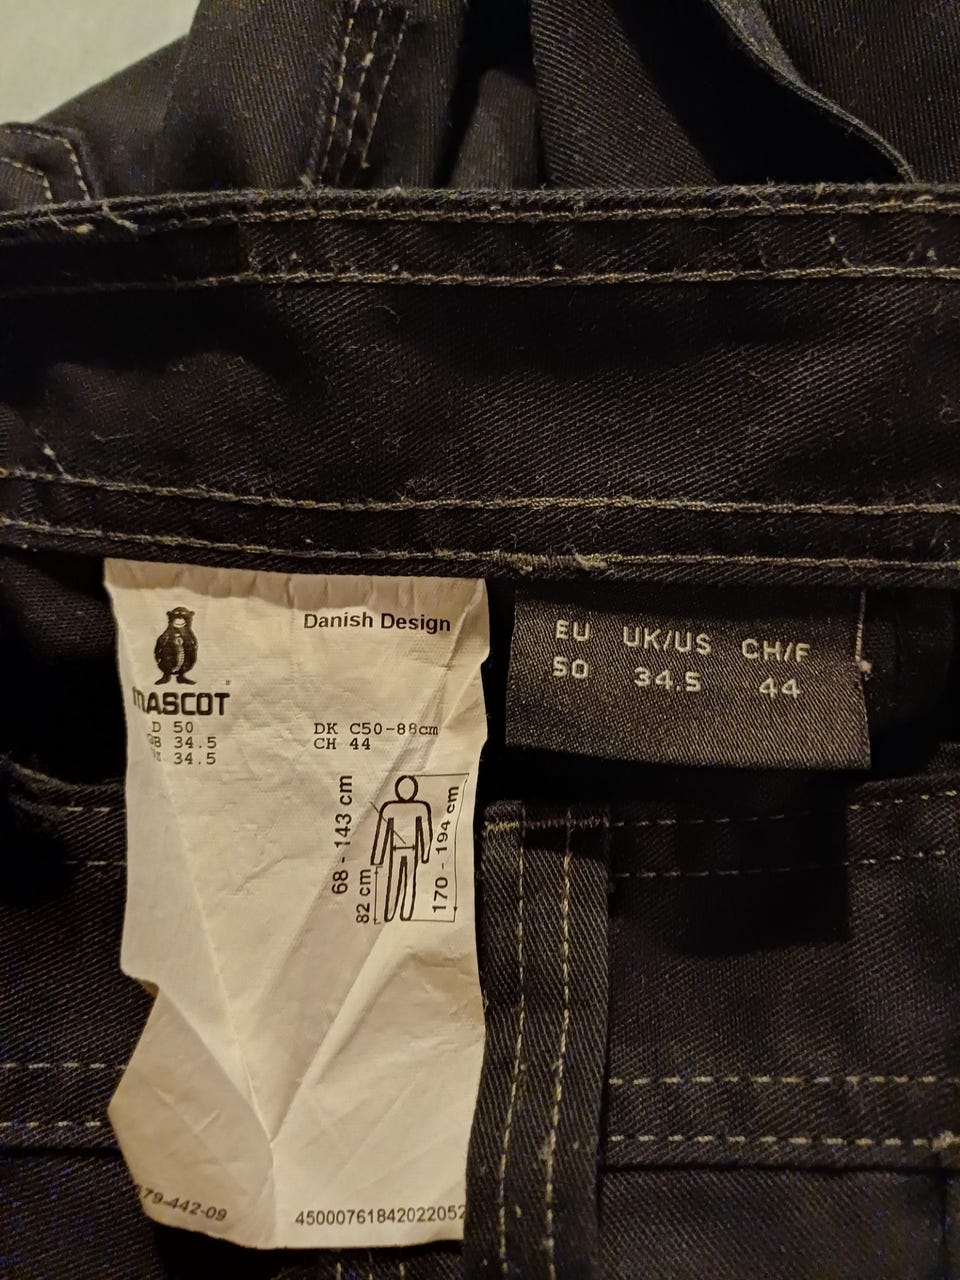 Danish Design
MASCOT
D 50
GB 34.5
34.5
DK C50-88cm
CH 44
68 - 143 cm
82 cm
170 - 194 cm
79-442-09
45000761842022052
EU UK/US CH/F
50 34.5 44